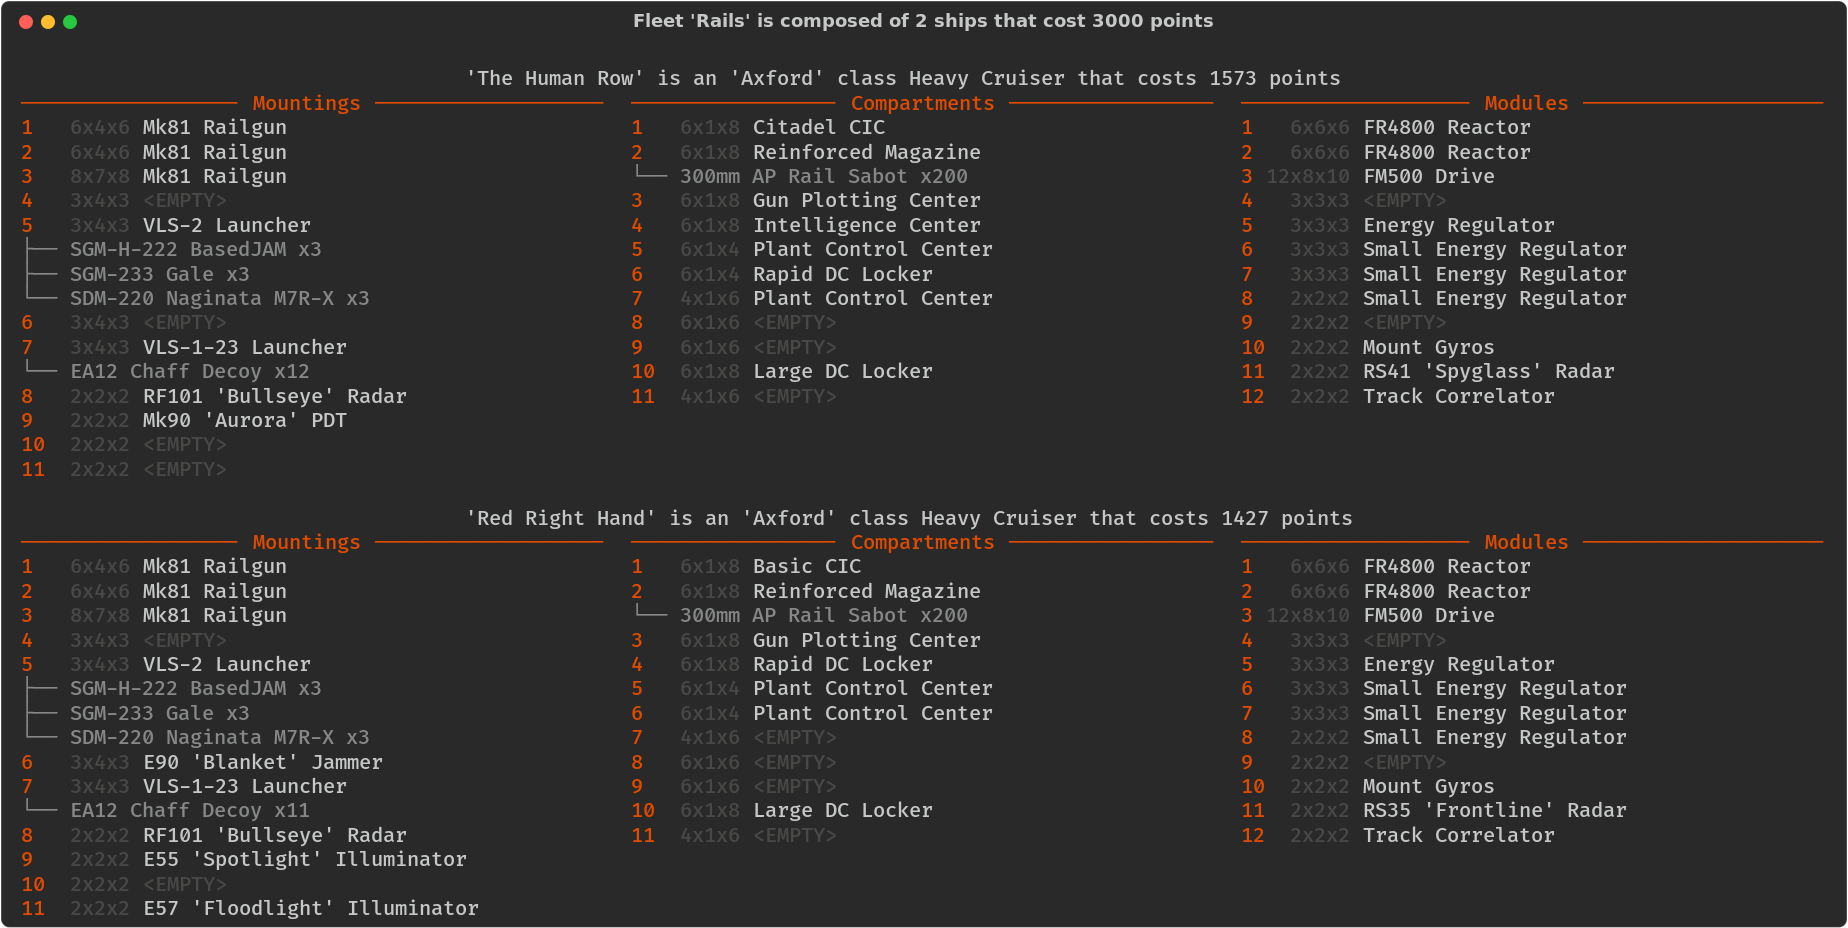 Fleet 'Rails' is composed of 2 ships that cost 3000 points
'The Human Row' is an 'Axford' class Heavy Cruiser that costs 1573 points
Mountings Compartments Modules
1 6x4x6 Mk81 Railgun 1 6x1x8 Citadel CIC 1 6x6x6 FR4800 Reactor
2 6x4x6 Mk81 Railgun 2 6x1x8 Reinforced Magazine 2 6x6x6 FR4800 Reactor
3 8x7x8 Mk81 Railgun 300mm AP Rail Sabot x200 3 12x8x10 FM500 Drive
4 3x4x3 <EMPTY> 3 6x1x8 Gun Plotting Center 4 3x3x3 <EMPTY>
5 3x4x3 VLS-2 Launcher 4 6x1x8 Intelligence Center 5 3x3x3 Energy Regulator
SGM-H-222 BasedJAM x3 5 6x1x4 Plant Control Center 6 3x3x3 Small Energy Regulator
SGM-233 Gale x3 6 6x1x4 Rapid DC Locker 7 3x3x3 Small Energy Regulator
SDM-220 Naginata M7R-X x3 7 4x1x6 Plant Control Center 8 2x2x2 Small Energy Regulator
6 3x4x3 <EMPTY> 8 6x1x6 <EMPTY> 9 2x2x2 <EMPTY>
7 3x4x3 VLS-1-23 Launcher 9 6x1x6 <EMPTY> 10 2x2x2 Mount Gyros
EA12 Chaff Decoy x12 10 6x1x8 Large DC Locker 11 2x2x2 RS41 'Spyglass' Radar
8 2x2x2 RF101 'Bullseye' Radar 11 4x1x6 <EMPTY> 12 2x2x2 Track Correlator
9 2x2x2 Mk90 'Aurora' PDT
10 2x2x2 <EMPTY>
11 2x2x2 <EMPTY>
'Red Right Hand' is an 'Axford' class Heavy Cruiser that costs 1427 points
Mountings Compartments Modules
1 6x4x6 Mk81 Railgun 1 6x1x8 Basic CIC 1 6x6x6 FR4800 Reactor
2 6x4x6 Mk81 Railgun 2 6x1x8 Reinforced Magazine 2 6x6x6 FR4800 Reactor
3 8x7x8 Mk81 Railgun 300mm AP Rail Sabot x200 3 12x8x10 FM500 Drive
4 3x4x3 <EMPTY> 3 6x1x8 Gun Plotting Center 4 3x3x3 <EMPTY>
5 3x4x3 VLS-2 Launcher 4 6x1x8 Rapid DC Locker 5 3x3x3 Energy Regulator
SGM-H-222 BasedJAM x3 5 6x1x4 Plant Control Center 6 3x3x3 Small Energy Regulator
SGM-233 Gale x3 6 6x1x4 Plant Control Center 7 3x3x3 Small Energy Regulator
SDM-220 Naginata M7R-X x3 7 4x1x6 <EMPTY> 8 2x2x2 Small Energy Regulator
6 3x4x3 E90 'Blanket' Jammer 8 6x1x6 <EMPTY> 9 2x2x2 <EMPTY>
7 3x4x3 VLS-1-23 Launcher 9 6x1x6 <EMPTY> 10 2x2x2 Mount Gyros
EA12 Chaff Decoy x11 10 6x1x8 Large DC Locker 11 2x2x2 RS35 'Frontline' Radar
8 2x2x2 RF101 'Bullseye' Radar 11 4x1x6 <EMPTY> 12 2x2x2 Track Correlator
9 2x2x2 E55 'Spotlight' Illuminator
10 2x2x2 <EMPTY>
11 2x2x2 E57 'Floodlight' Illuminator